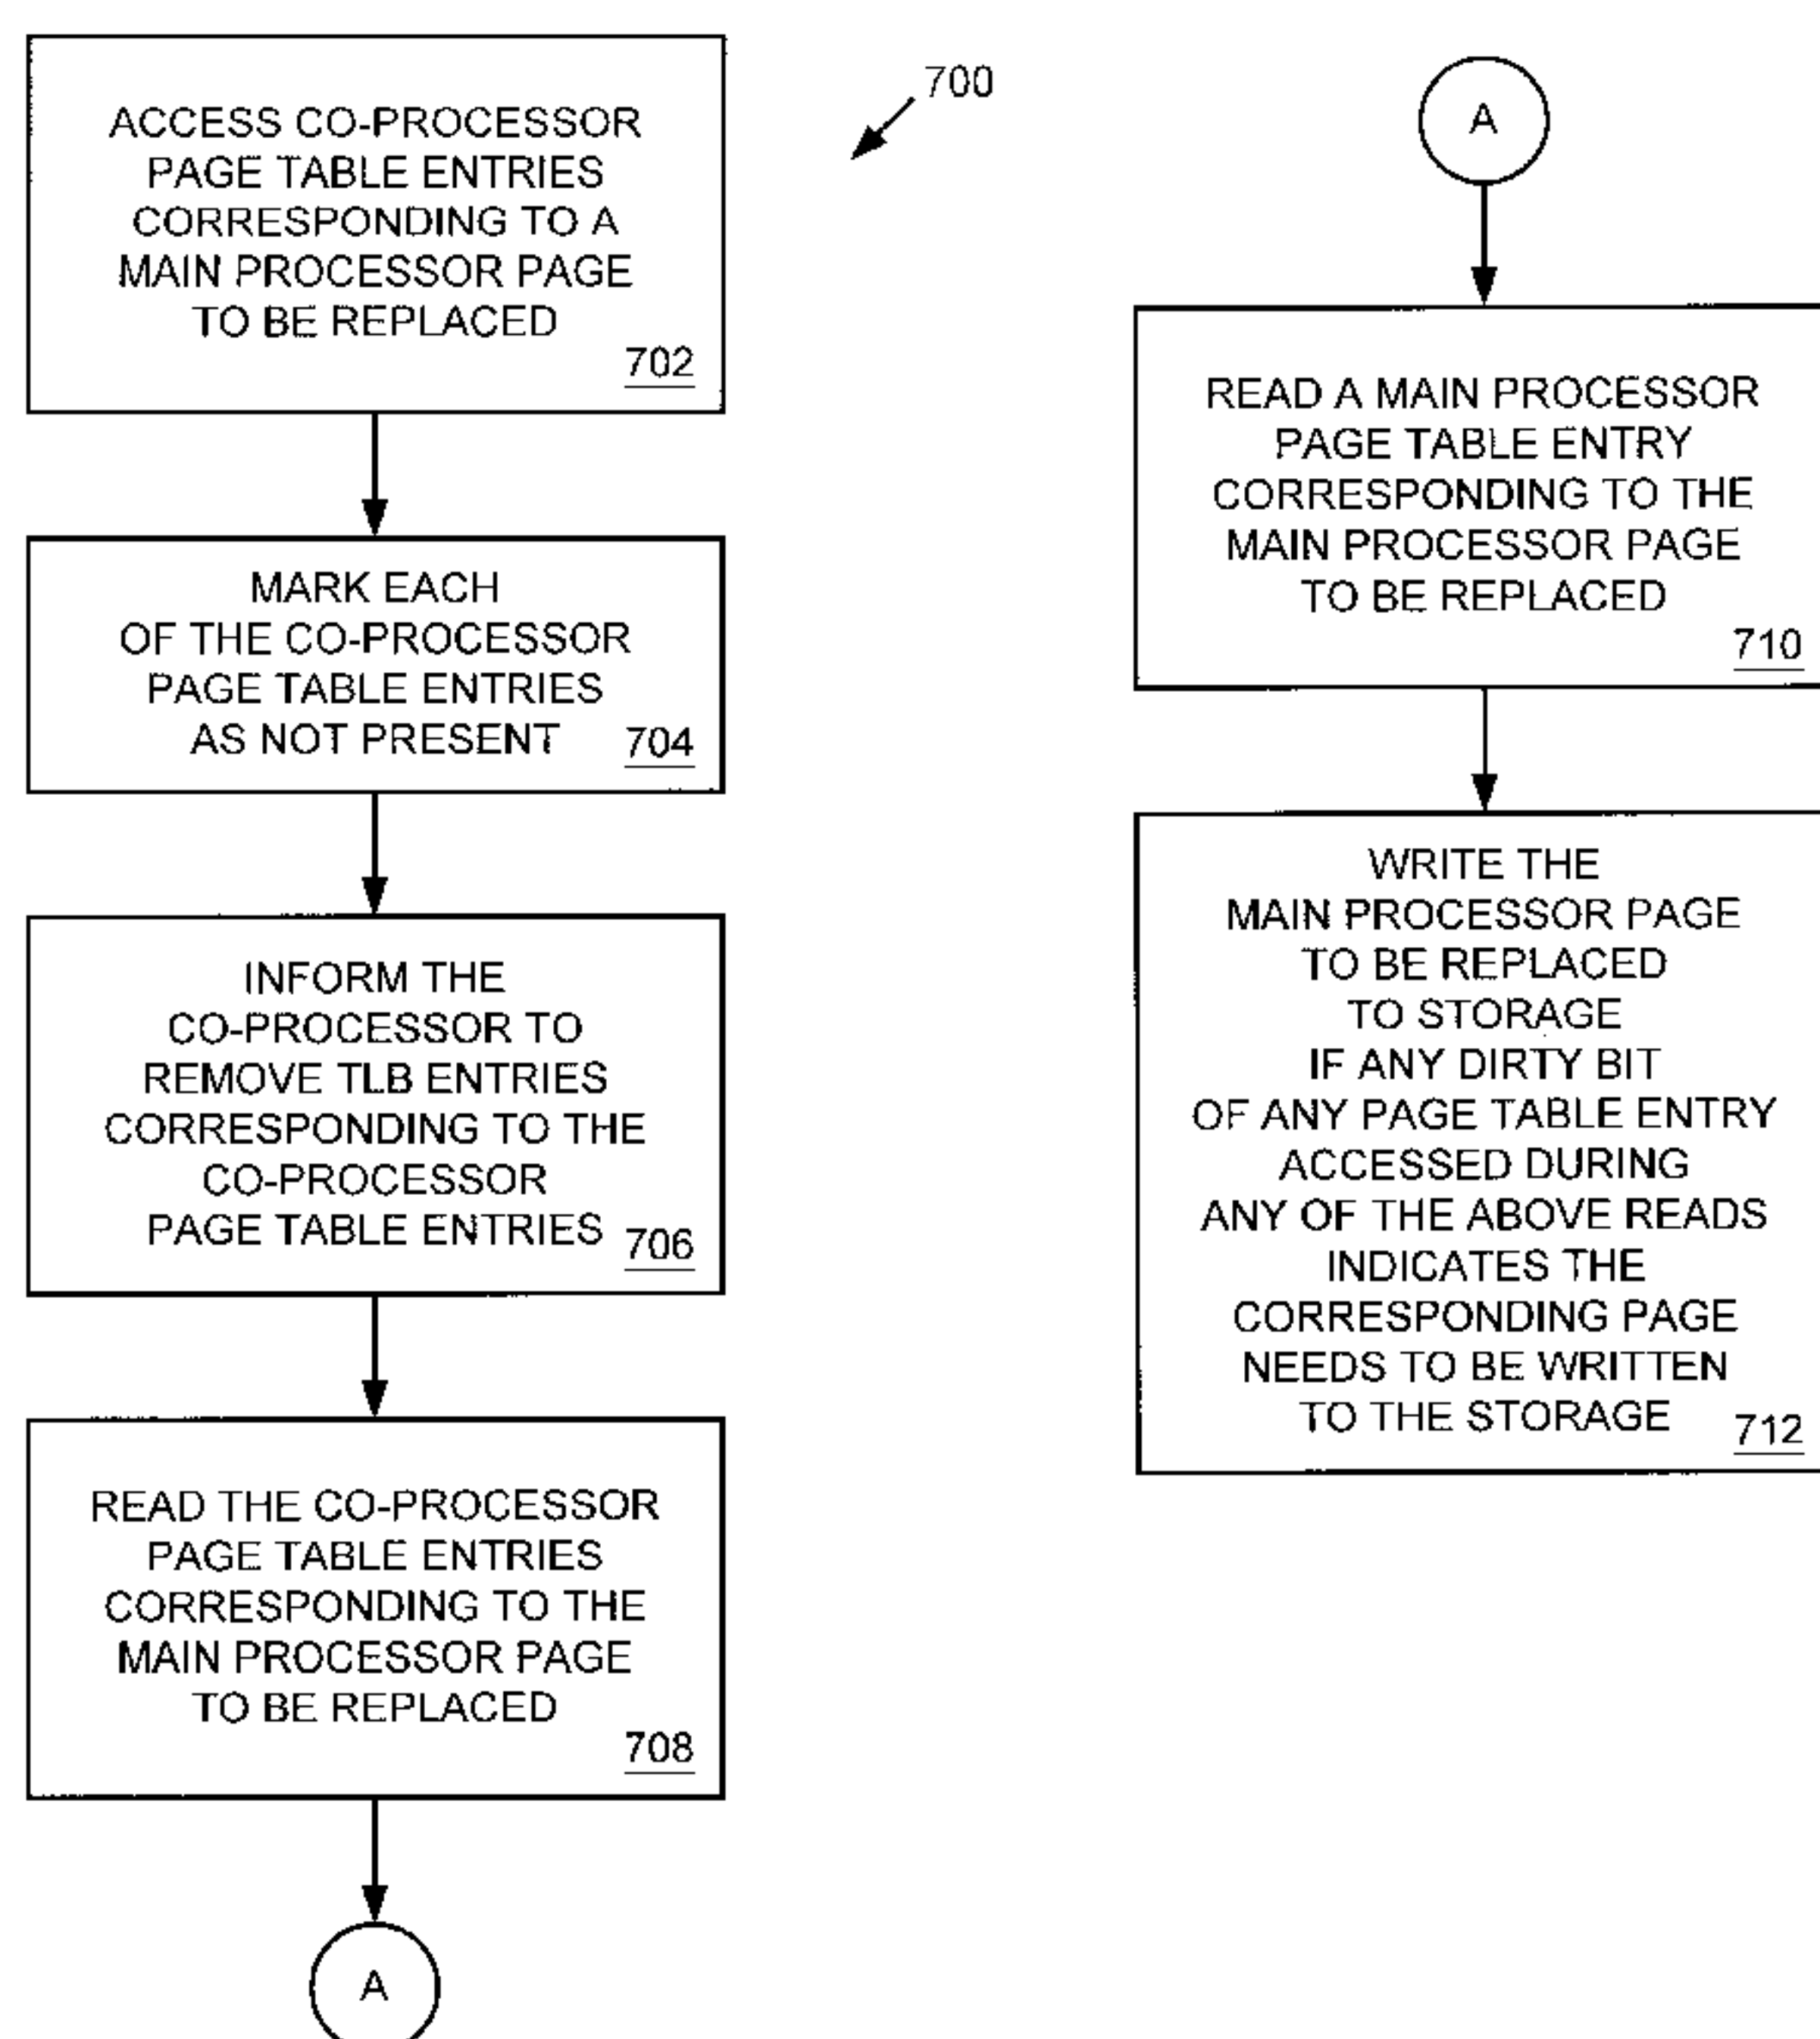 ACCESS CO-PROCESSOR
PAGE TABLE ENTRIES
CORRESPONDING TO A
MAIN PROCESSOR PAGE
TO BE REPLACED
702
MARK EACH
OF THE CO-PROCESSOR
PAGE TABLE ENTRIES
AS NOT PRESENT
704
INFORM THE
CO-PROCESSOR TO
REMOVE TLB ENTRIES
CORRESPONDING TO THE
CO-PROCESSOR
PAGE TABLE ENTRIES
706
READ THE CO-PROCESSOR
PAGE TABLE ENTRIES
CORRESPONDING TO THE
MAIN PROCESSOR PAGE
TO BE REPLACED
708
A
700
A
READ A MAIN PROCESSOR
PAGE TABLE ENTRY
CORRESPONDING TO THE
MAIN PROCESSOR PAGE
TO BE REPLACED
710
WRITE THE
MAIN PROCESSOR PAGE
TO BE REPLACED
TO STORAGE
IF ANY DIRTY BIT
OF ANY PAGE TABLE ENTRY
ACCESSED DURING
ANY OF THE ABOVE READS
INDICATES THE
CORRESPONDING PAGE
NEEDS TO BE WRITTEN
TO THE STORAGE
712